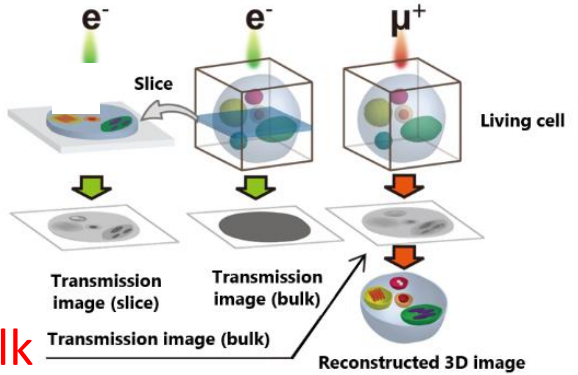 e⁻
e⁻
μ⁺
Slice
Living cell
Transmission
image (slice)
Transmission
image (bulk)
lk
Transmission image (bulk)
Reconstructed 3D image